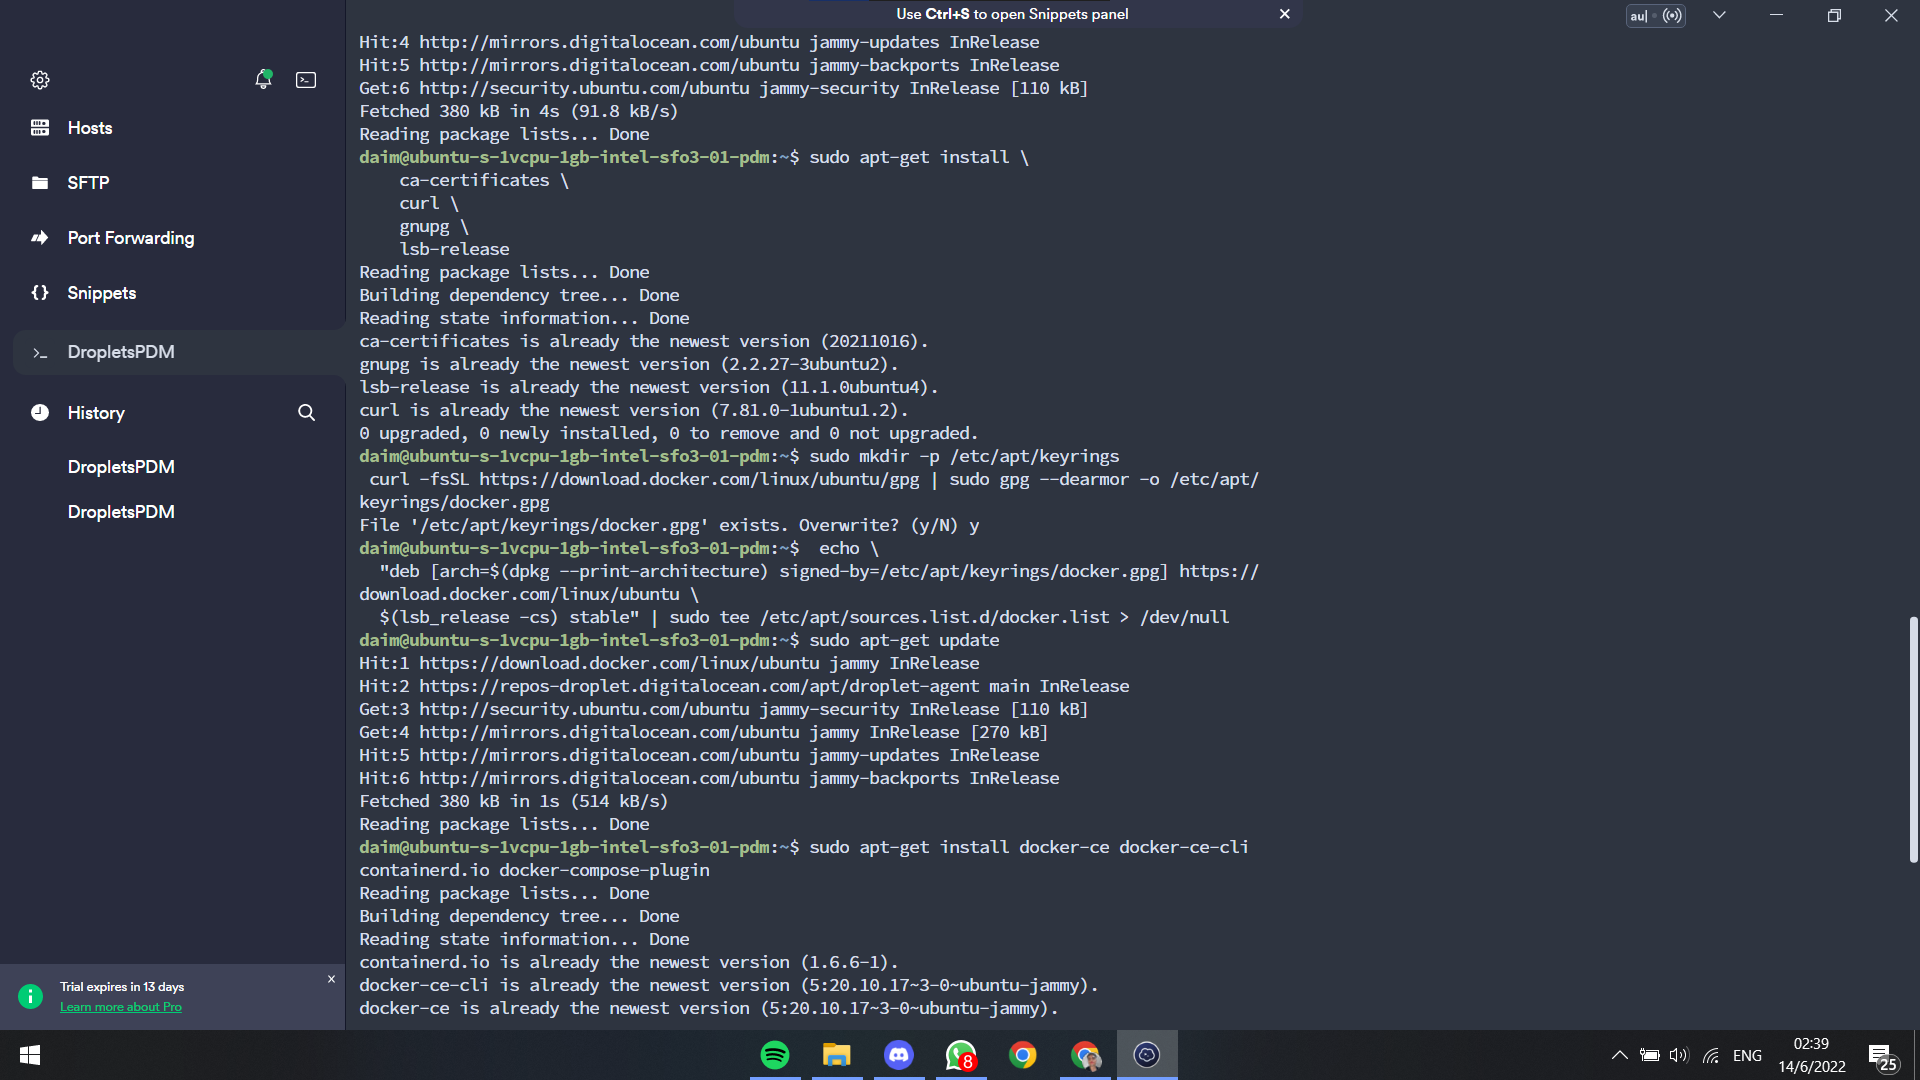 Use Ctrl+S to open Snippets panel
au|
Hosts
SFTP
Port Forwarding
Snippets
DropletsPDM
History
DropletsPDM
DropletsPDM
Trial expires in 13 days
Learn more about Pro
Hit:4 http://mirrors.digitalocean.com/ubuntu jammy-updates InRelease
Hit:5 http://mirrors.digitalocean.com/ubuntu jammy-backports InRelease
Get:6 http://security.ubuntu.com/ubuntu jammy-security InRelease [110 kB]
Fetched 380 kB in 4s (91.8 kB/s)
Reading package lists... Done
daim@ubuntu-s-1vcpu-1gb-intel-sfo3-01-pdm:~$ sudo apt-get install \
    ca-certificates \
    curl \
    gnupg \
    lsb-release
Reading package lists... Done
Building dependency tree... Done
Reading state information... Done
ca-certificates is already the newest version (20211016).
gnupg is already the newest version (2.2.27-3ubuntu2).
lsb-release is already the newest version (11.1.0ubuntu4).
curl is already the newest version (7.81.0-1ubuntu1.2).
0 upgraded, 0 newly installed, 0 to remove and 0 not upgraded.
daim@ubuntu-s-1vcpu-1gb-intel-sfo3-01-pdm:~$ sudo mkdir -p /etc/apt/keyrings
 curl -fsSL https://download.docker.com/linux/ubuntu/gpg | sudo gpg --dearmor -o /etc/apt/
keyrings/docker.gpg
File '/etc/apt/keyrings/docker.gpg' exists. Overwrite? (y/N) y
daim@ubuntu-s-1vcpu-1gb-intel-sfo3-01-pdm:~$  echo \
  "deb [arch=$(dpkg --print-architecture) signed-by=/etc/apt/keyrings/docker.gpg] https://
download.docker.com/linux/ubuntu \
  $(lsb_release -cs) stable" | sudo tee /etc/apt/sources.list.d/docker.list > /dev/null
daim@ubuntu-s-1vcpu-1gb-intel-sfo3-01-pdm:~$ sudo apt-get update
Hit:1 https://download.docker.com/linux/ubuntu jammy InRelease
Hit:2 https://repos-droplet.digitalocean.com/apt/droplet-agent main InRelease
Get:3 http://security.ubuntu.com/ubuntu jammy-security InRelease [110 kB]
Get:4 http://mirrors.digitalocean.com/ubuntu jammy InRelease [270 kB]
Hit:5 http://mirrors.digitalocean.com/ubuntu jammy-updates InRelease
Hit:6 http://mirrors.digitalocean.com/ubuntu jammy-backports InRelease
Fetched 380 kB in 1s (514 kB/s)
Reading package lists... Done
daim@ubuntu-s-1vcpu-1gb-intel-sfo3-01-pdm:~$ sudo apt-get install docker-ce docker-ce-cli
containerd.io docker-compose-plugin
Reading package lists... Done
Building dependency tree... Done
Reading state information... Done
containerd.io is already the newest version (1.6.6-1).
docker-ce-cli is already the newest version (5:20.10.17~3-0~ubuntu-jammy).
docker-ce is already the newest version (5:20.10.17~3-0~ubuntu-jammy).
8
ENG
02:39
14/6/2022
25